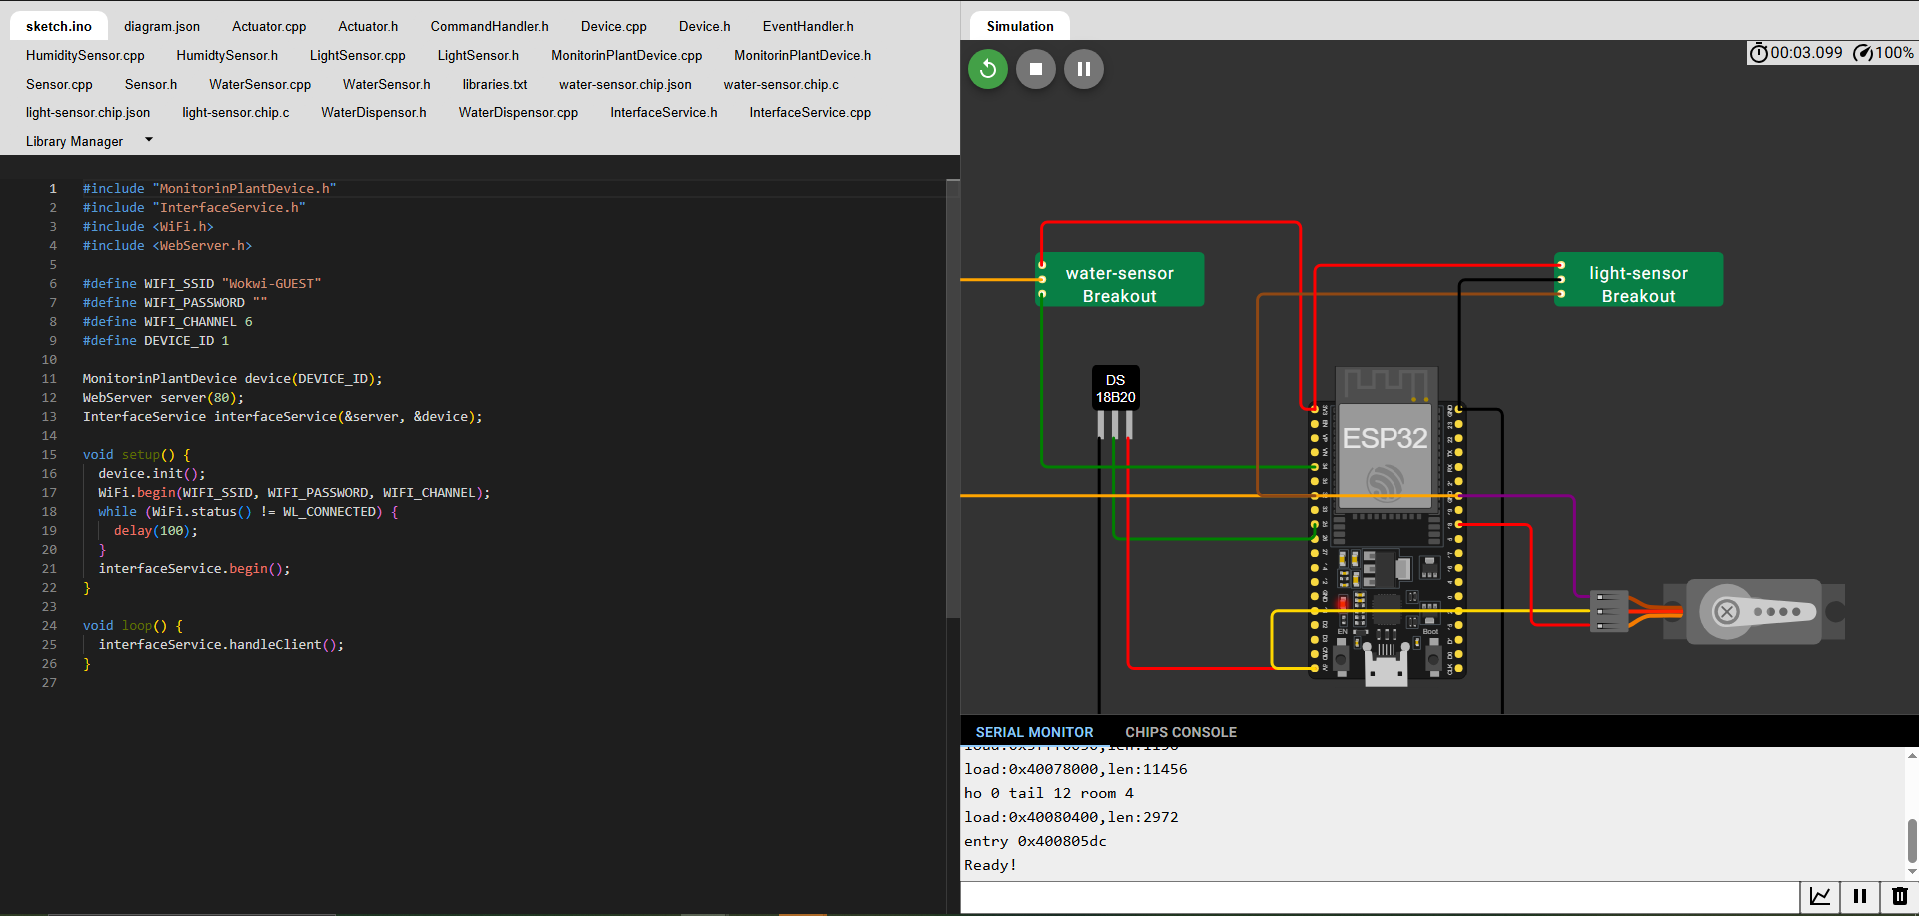 sketch.ino diagram.json Actuator.cpp Actuator.h CommandHandler.h Device.cpp Device.h EventHandler.h
HumiditySensor.cpp HumidtySensor.h LightSensor.cpp LightSensor.h MonitorinPlantDevice.cpp MonitorinPlantDevice.h
Sensor.cpp Sensor.h WaterSensor.cpp WaterSensor.h libraries.txt water-sensor.chip.json water-sensor.chip.c
light-sensor.chip.json light-sensor.chip.c WaterDispensor.h WaterDispensor.cpp InterfaceService.h InterfaceService.cpp
Library Manager
1 #include "MonitorinPlantDevice.h"
2 #include "InterfaceService.h"
3 #include <WiFi.h>
4 #include <WebServer.h>
5
6 #define WIFI_SSID "Wokwi-GUEST"
7 #define WIFI_PASSWORD ""
8 #define WIFI_CHANNEL 6
9 #define DEVICE_ID 1
10
11 MonitorinPlantDevice device(DEVICE_ID);
12 WebServer server(80);
13 InterfaceService interfaceService(&server, &device);
14
15 void setup() {
16 device.init();
17 WiFi.begin(WIFI_SSID, WIFI_PASSWORD, WIFI_CHANNEL);
18 while (WiFi.status() != WL_CONNECTED) {
19 delay(100);
20 }
21 interfaceService.begin();
22 }
23
24 void loop() {
25 interfaceService.handleClient();
26 }
27
Simulation
00:03.099 100%
water-sensor
Breakout
light-sensor
Breakout
DS
18B20
ESP32
EN
Boot
SERIAL MONITOR CHIPS CONSOLE
load:0x40078000,len:11456
ho 0 tail 12 room 4
load:0x40080400,len:2972
entry 0x400805dc
Ready!